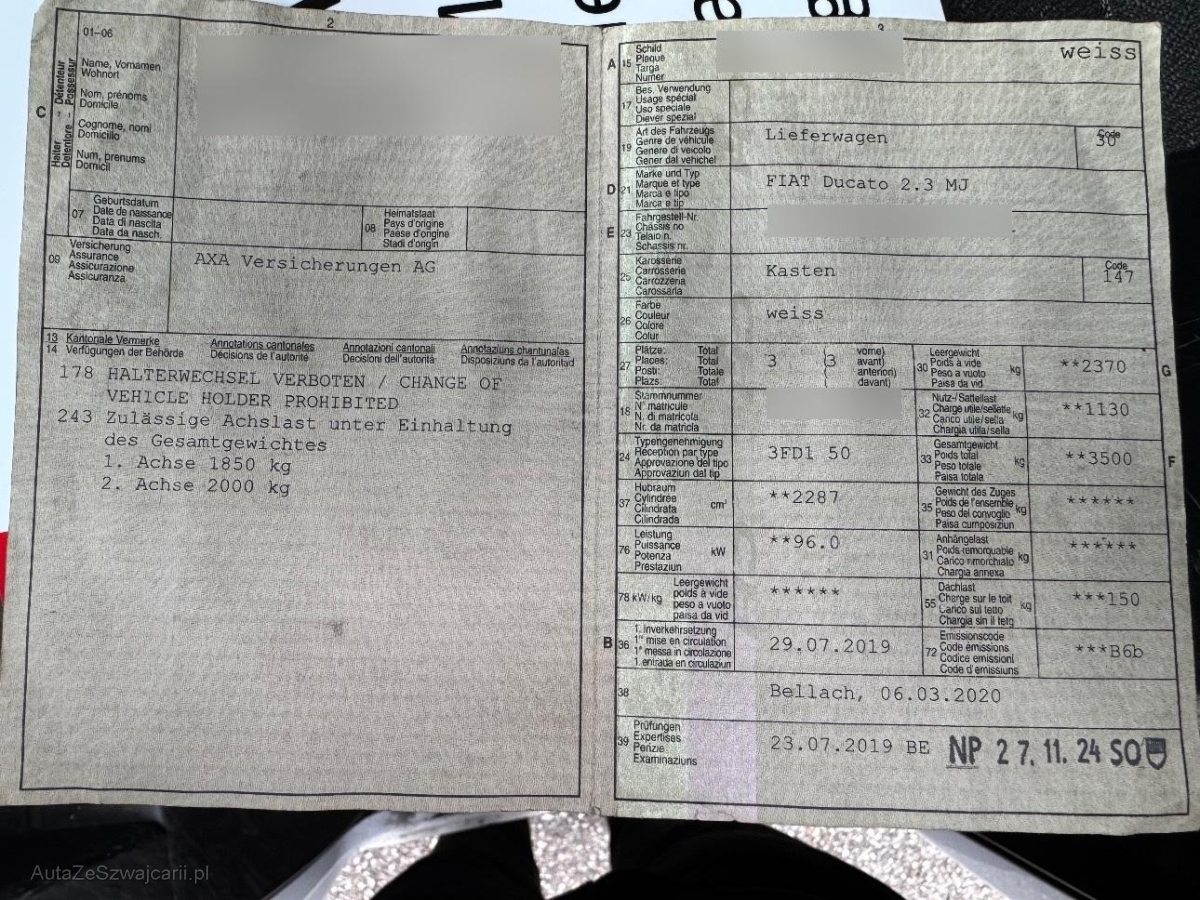 2
01-06
Name, Vornamen
Wohnort
Nom, prénoms
Domicile
Cognome, nomi
Domicilio
Num, prenums
Domicil
Détenteur
Possessur
Halter
Detentore
C
07
Geburtsdatum
Date de naissance
Data di nascita
Data da nasch.
08
Heimatstaat
Pays d'origine
Paese d'origine
Stadi d'origin
09
Versicherung
Assurance
Assicurazione
Assicuranza
AXA Versicherungen AG
13 Kantonale Vermerke Annotations cantonales Annotazioni cantonali Annotaziuns chantunalas
14 Verfügungen der Behörde Décisions de l'autorité Decisioni dell'autorità Disposiziuns da l'autoritad
178 HALTERWECHSEL VERBOTEN / CHANGE OF
VEHICLE HOLDER PROHIBITED
243 Zulässige Achslast unter Einhaltung
des Gesamtgewichtes
1. Achse 1850 kg
2. Achse 2000 kg
3
A 15
Schild
Plaque
Targa
Numer
weiss
17
Bes. Verwendung
Usage spécial
Uso speciale
Diever spezial
19
Art des Fahrzeugs
Genre de véhicule
Genere di veicolo
Gener dal vehichel
Lieferwagen
Code
30
D 21
Marke und Typ
Marque et type
Marca e tipo
Marca e tip
FIAT Ducato 2.3 MJ
E 23
Fahrgestell-Nr.
Châssis no
Telaio n.
Schassis nr.
25
Karosserie
Carrosserie
Carrozzeria
Carossaria
Kasten
Code
147
26
Farbe
Couleur
Colore
Colur
weiss
27
Plätze: Total
Places: Total
Posti: Totale
Plazs: Total
3 (3
vorne)
avant)
anteriori)
davant)
30
Leergewicht
Poids à vide
Peso a vuoto
Paisa da vid
kg
**2370
G
18
Stammnummer
N° matricule
N. di matricola
Nr. da matricla
32
Nutz-/Sattellast
Charge utile/sellette
Carico utile/sella
Chargia utila/sella
kg
**1130
24
Typengenehmigung
Réception par type
Approvazione del tipo
Approvaziun dal tip
3FD1 50
33
Gesamtgewicht
Poids total
Peso totale
Paisa totala
kg
**3500
F
37
Hubraum
Cylindrée
Cilindrata
Cilindrada
cm³
**2287
35
Gewicht des Zuges
Poids de l'ensemble
Peso del convoglio
Paisa cumposiziun
kg
******
76
Leistung
Puissance
Potenza
Prestaziun
kW
**96.0
31
Anhängelast
Poids remorquable
Carico rimorchiato
Chargia annexa
kg
******
78 kW/kg
Leergewicht
poids à vide
peso a vuoto
paisa da vid
******
55
Dachlast
Charge sur le toit
Carico sul tetto
Chargia sin il tetg
kg
***150
B 36
1. Inverkehrsetzung
1re mise en circulation
1a messa in circolazione
1. entrada en circulaziun
29.07.2019
72
Emissionscode
Code émissions
Codice emissioni
Code d'emissiuns
***B6b
38
Bellach, 06.03.2020
39
Prüfungen
Expertises
Perizie
Examinaziuns
23.07.2019 BE
NP 27.11.24 SO
AutaZeSzwajcarii.pl